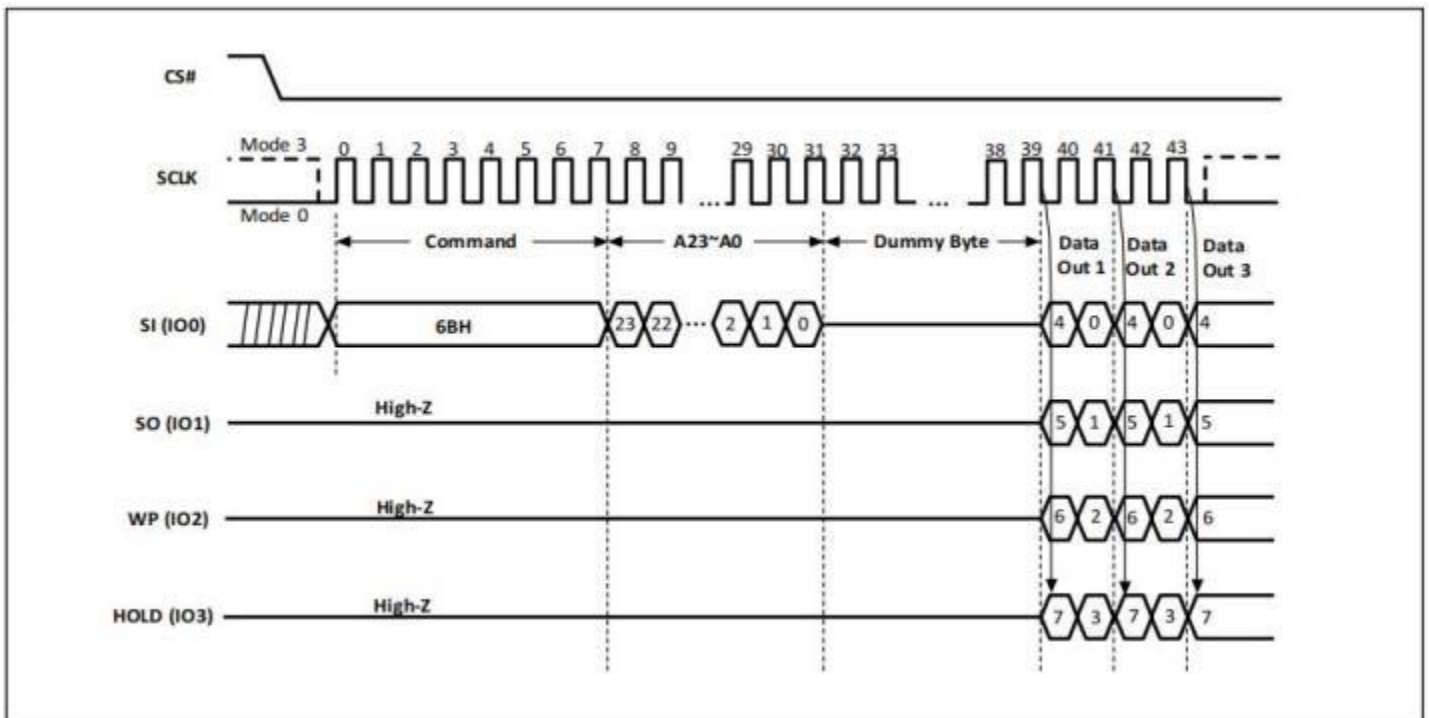 CS#
Mode 3 0 1 2 3 4 5 6 7 8 9 29 30 31 32 33 38 39 40 41 42 43
SCLK
.... ...
Mode 0
Command A23~A0 Dummy Byte Data Out 1 Data Out 2 Data Out 3
SI (IO0) 6BH 23 22 ... 2 1 0 4 0 4 0 4
High-Z
SO (IO1) 5 1 5 1 5
High-Z
WP (IO2) 6 2 6 2 6
High-Z
HOLD (IO3) 7 3 7 3 7